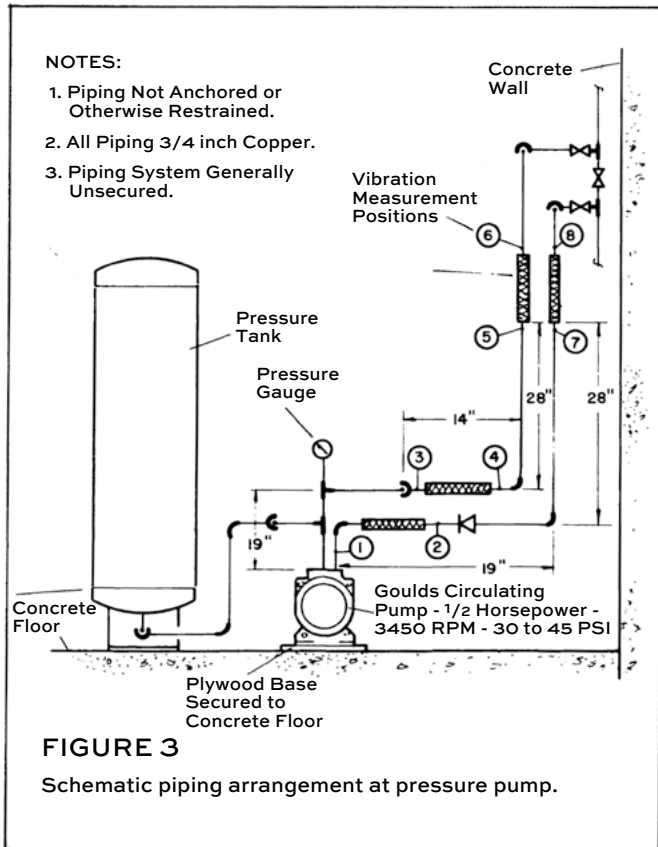 NOTES:
1. Piping Not Anchored or
Otherwise Restrained.
2. All Piping 3/4 inch Copper.
3. Piping System Generally
Unsecured.
Concrete
Wall
Vibration
Measurement
Positions
6
8
Pressure
Tank
5
7
Pressure
Gauge
28"
28"
14"
3
4
19"
1
2
19"
Goulds Circulating
Pump - 1/2 Horsepower -
3450 RPM - 30 to 45 PSI
Concrete
Floor
Plywood Base
Secured to
Concrete Floor
FIGURE 3
Schematic piping arrangement at pressure pump.